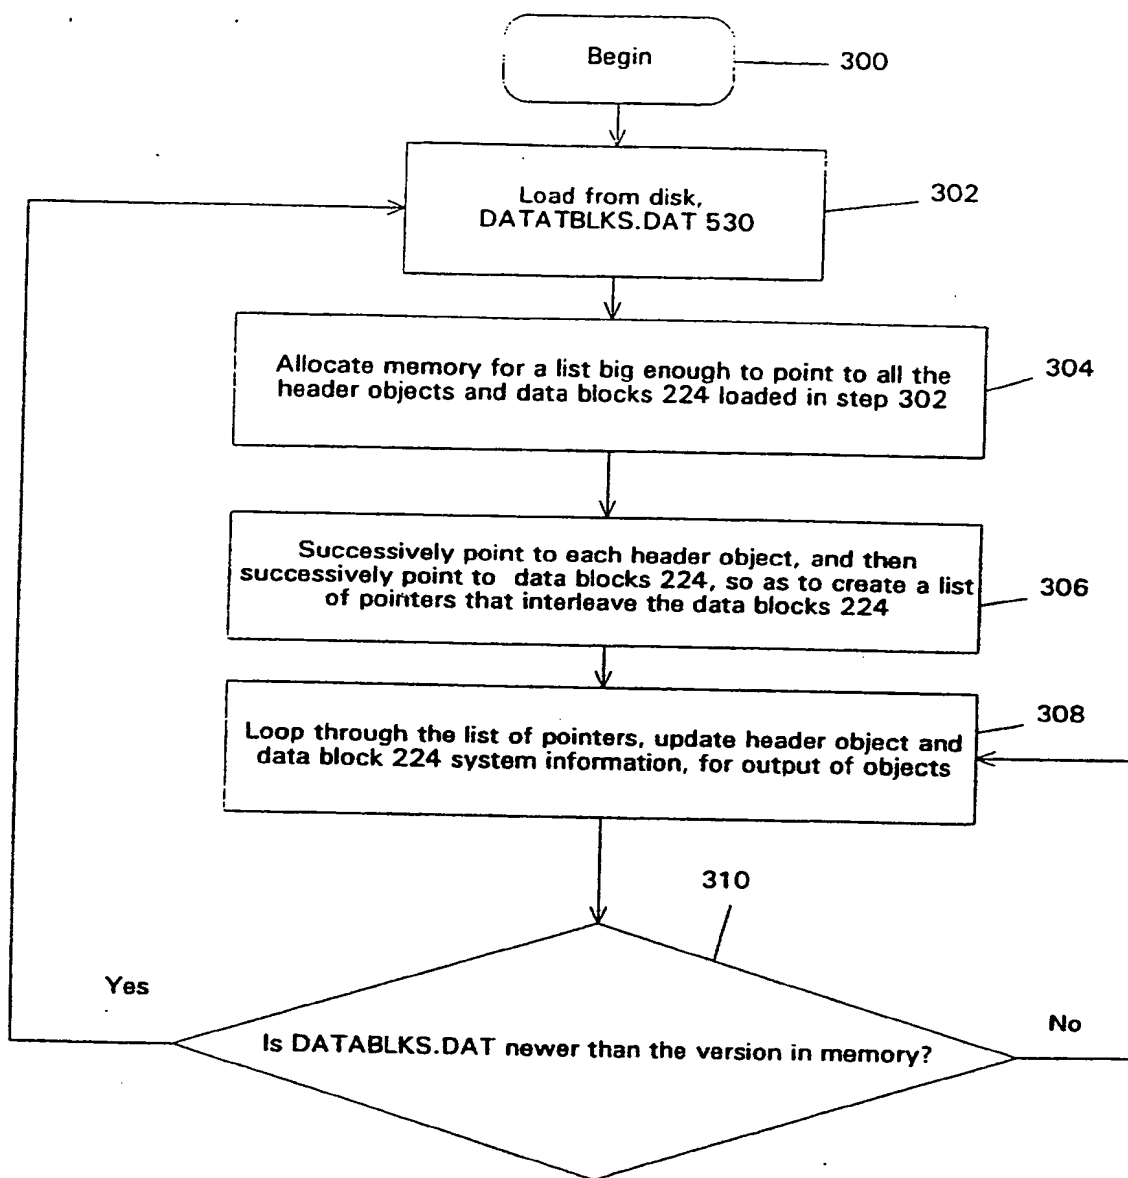 Begin
300
Load from disk,
DATATBLKS.DAT 530
302
Allocate memory for a list big enough to point to all the
header objects and data blocks 224 loaded in step 302
304
Successively point to each header object, and then
successively point to data blocks 224, so as to create a list
of pointers that interleave the data blocks 224
306
Loop through the list of pointers, update header object and
data block 224 system information, for output of objects
308
310
Yes
Is DATABLKS.DAT newer than the version in memory?
No